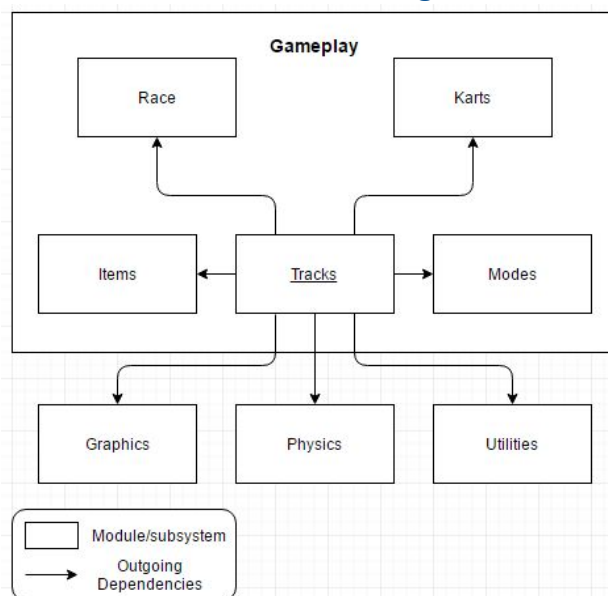 Gameplay
Race
Karts
Items
Tracks
Modes
Graphics
Physics
Utilities
Module/subsystem
Outgoing
Dependencies